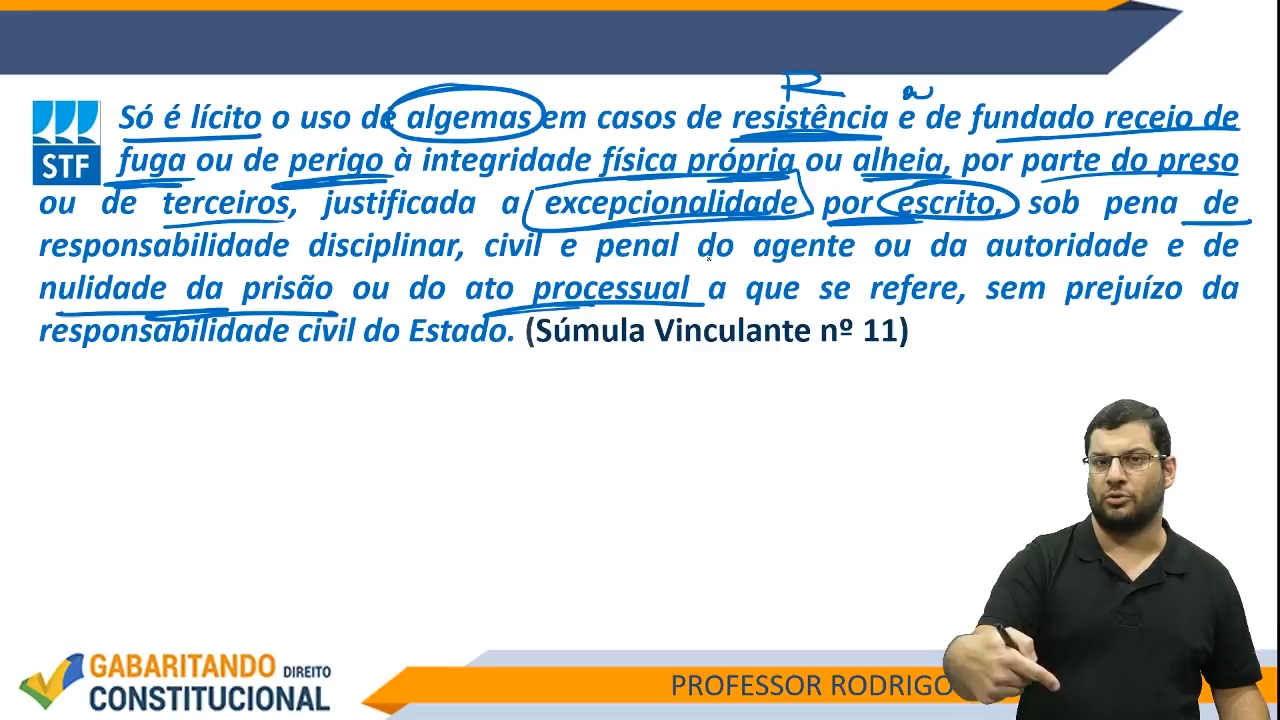 R ou
Só é lícito o uso de algemas em casos de resistência e de fundado receio de
STF
fuga ou de perigo à integridade física própria ou alheia, por parte do preso
ou de terceiros, justificada a excepcionalidade por escrito, sob pena de
responsabilidade disciplinar, civil e penal do agente ou da autoridade e de
nulidade da prisão ou do ato processual a que se refere, sem prejuízo da
responsabilidade civil do Estado. (Súmula Vinculante nº 11)
GABARITANDO DIREITO
CONSTITUCIONAL
PROFESSOR RODRIGO